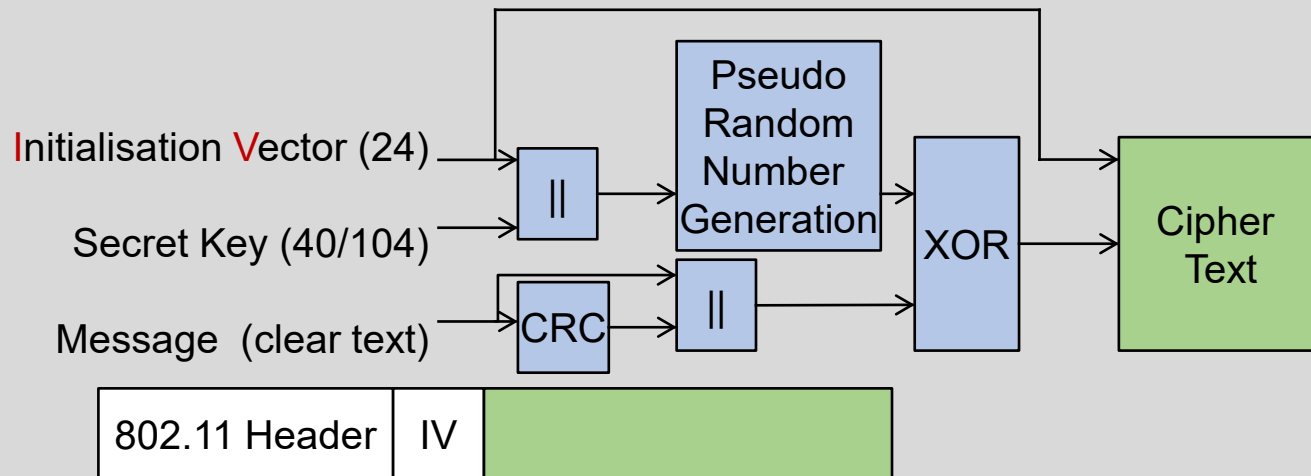 Pseudo
Random
Number
Generation
Initialisation Vector (24)
||
Secret Key (40/104)
XOR
Cipher
Text
Message  (clear text)
CRC
||
802.11 Header
IV